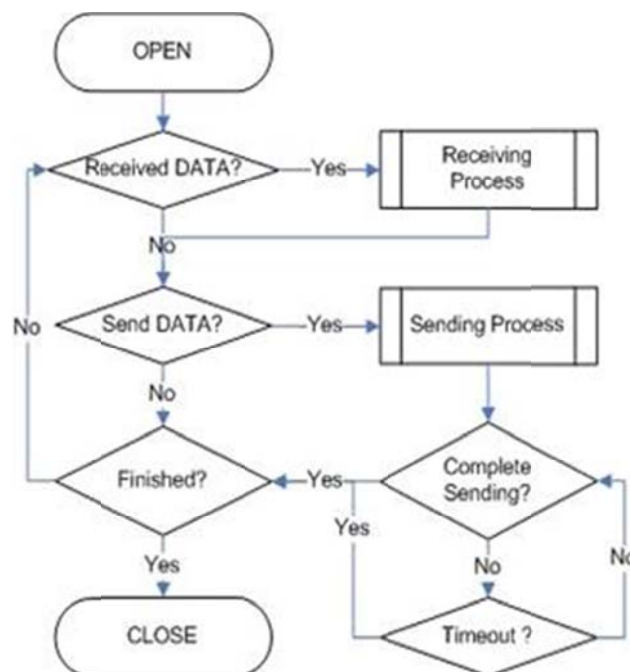 OPEN
Received DATA?
Yes
Receiving
Process
No
Send DATA?
Yes
Sending Process
No
No
Finished?
Yes
Complete
Sending?
Yes
No
No
Yes
CLOSE
Timeout ?